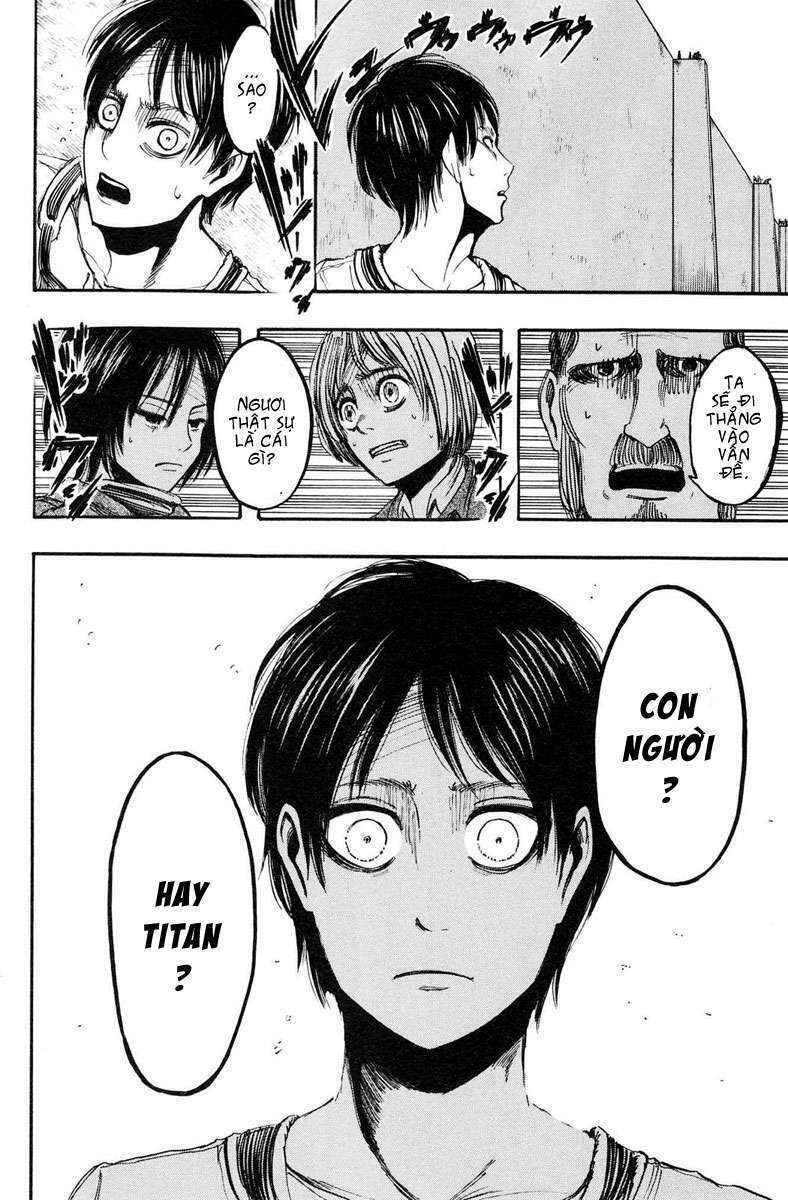 ...
SAO
?
TA
SẼ ĐI
THẲNG
VÀO
VẤN
ĐỀ.
NGƯƠI
THẬT SỰ
LÀ CÁI
GÌ?
CON
NGƯỜI
?
HAY
TITAN
?